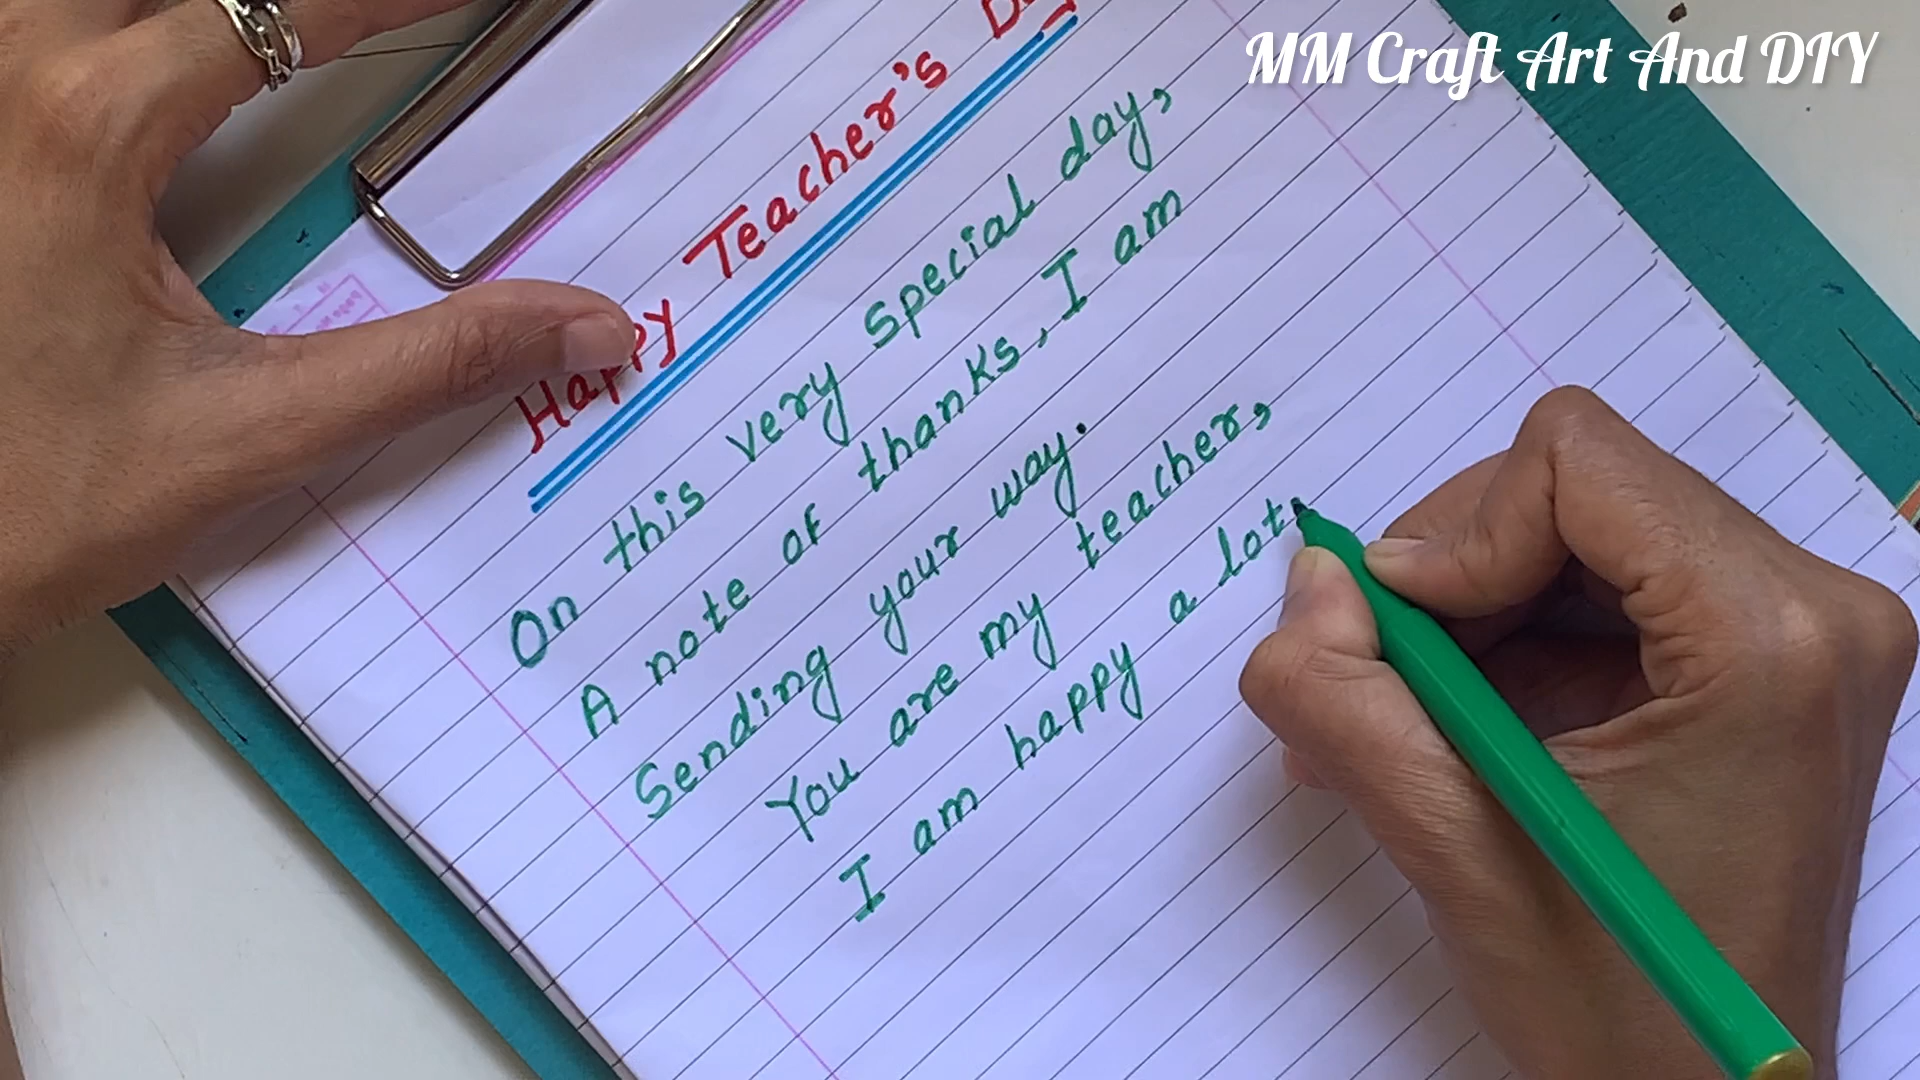 MM Craft Art And DIY
Happy Teacher's
On this very special day,
A note of thanks, I am
Sending your way.
You are my teacher,
I am happy a lot